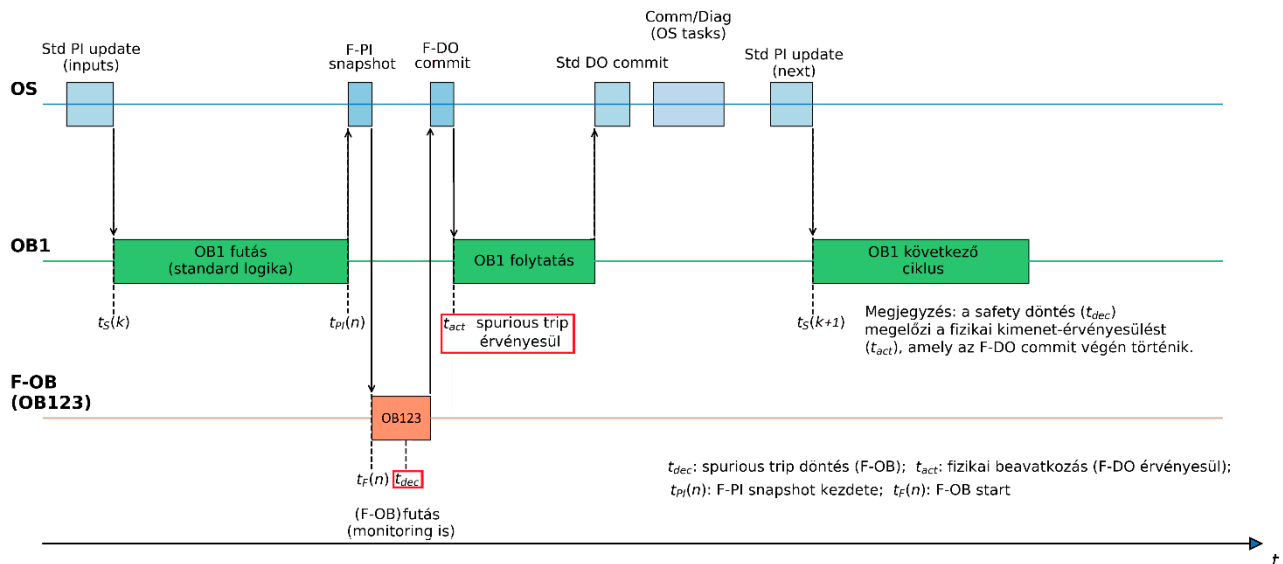 Comm/Diag
(OS tasks)
Std PI update
(inputs)
F-PI
snapshot
F-DO
commit
Std DO commit
Std PI update
(next)
OS
OB1
OB1 futás
(standard logika)
OB1 folytatás
OB1 következő
ciklus
tS(k)
tPI(n)
tact spurious trip
érvényesül
tS(k+1)
Megjegyzés: a safety döntés (tdec)
megelőzi a fizikai kimenet-érvényesülést
(tact), amely az F-DO commit végén történik.
F-OB
(OB123)
OB123
tF(n)
tdec
tdec: spurious trip döntés (F-OB); tact: fizikai beavatkozás (F-DO érvényesül);
tPI(n): F-PI snapshot kezdete; tF(n): F-OB start
(F-OB)futás
(monitoring is)
t